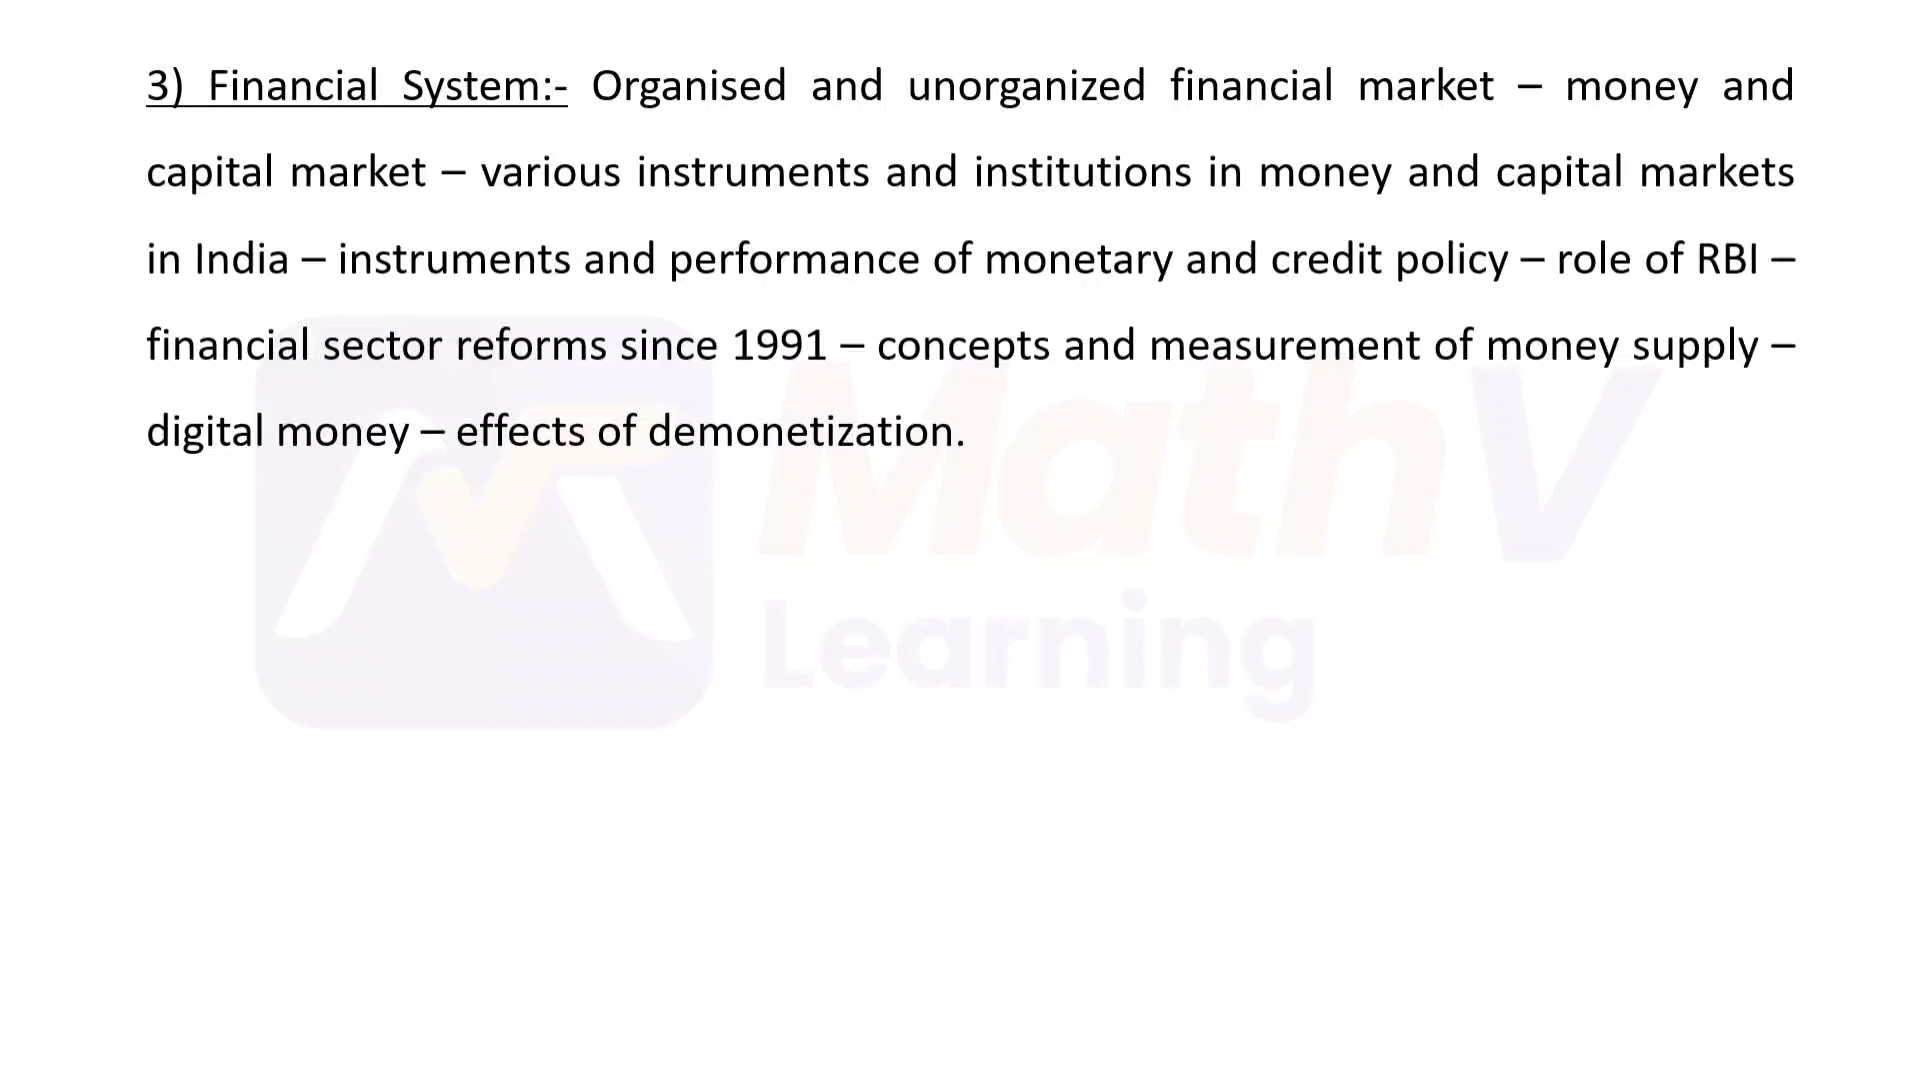 3) Financial System:- Organised and unorganized financial market – money and
capital market – various instruments and institutions in money and capital markets
in India – instruments and performance of monetary and credit policy – role of RBI –
financial sector reforms since 1991 – concepts and measurement of money supply –
digital money – effects of demonetization.
MathV
Learning